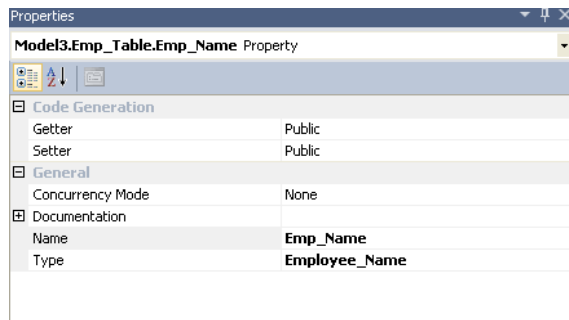 Properties
Model3.Emp_Table.Emp_Name Property
Code Generation
Getter Public
Setter Public
General
Concurrency Mode None
Documentation
Name Emp_Name
Type Employee_Name